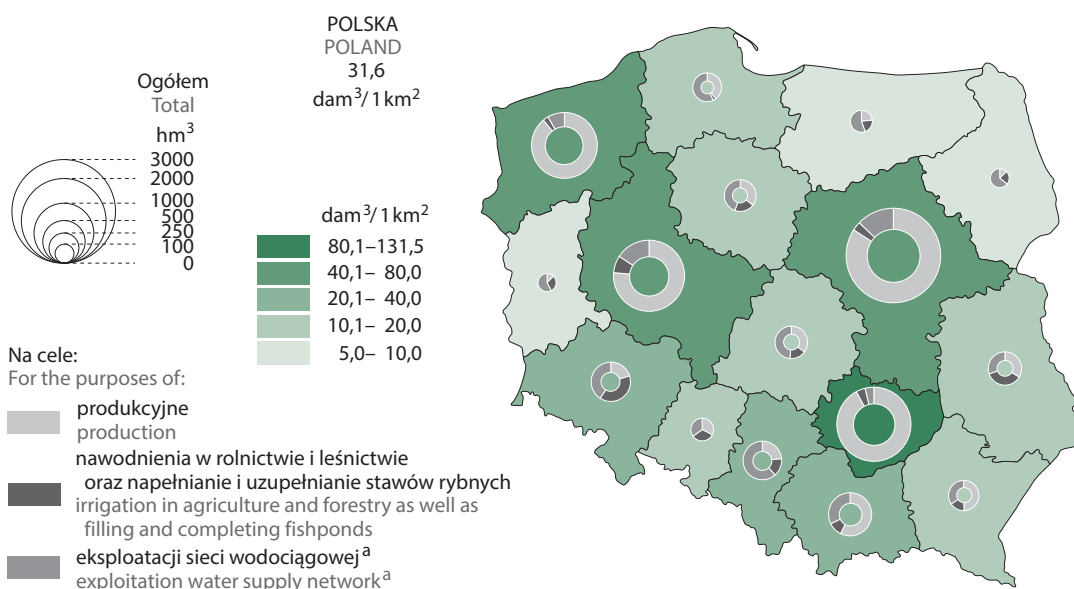 POLSKA
POLAND
31,6
dam³/ 1 km²
Ogółem
Total
hm³
3000
2000
1000
500
250
100
0
dam³/ 1 km²
80,1–131,5
40,1– 80,0
20,1– 40,0
10,1– 20,0
5,0– 10,0
Na cele:
For the purposes of:
produkcyjne
production
nawodnienia w rolnictwie i leśnictwie
oraz napełnianie i uzupełnianie stawów rybnych
irrigation in agriculture and forestry as well as
filling and completing fishponds
eksploatacji sieci wodociągowej a
exploitation water supply network a